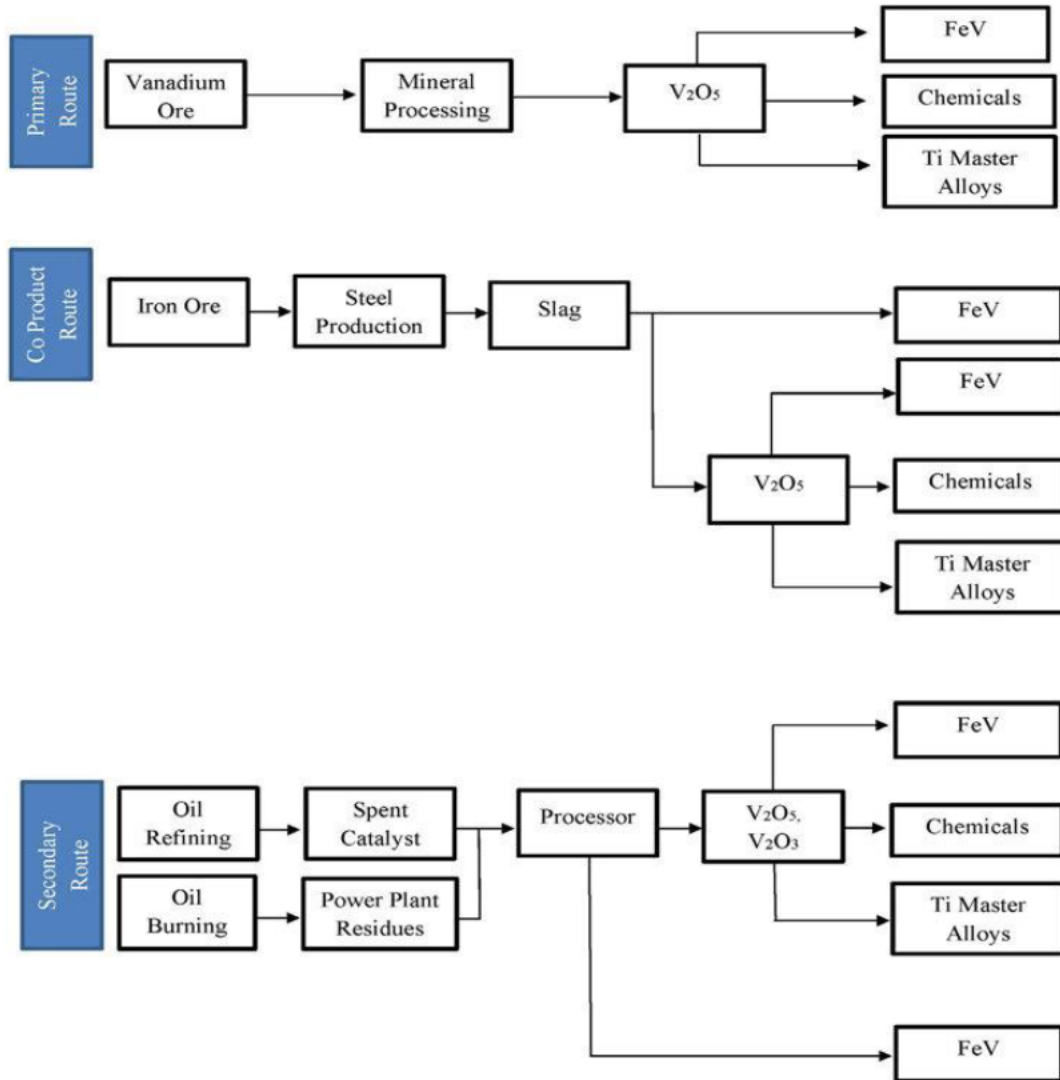 Primary
Route
Vanadium
Ore
Mineral
Processing
V₂O₅
FeV
Chemicals
Ti Master
Alloys
Co Product
Route
Iron Ore
Steel
Production
Slag
FeV
FeV
V₂O₅
Chemicals
Ti Master
Alloys
Secondary
Route
Oil
Refining
Spent
Catalyst
Oil
Burning
Power Plant
Residues
Processor
V₂O₅,
V₂O₃
FeV
Chemicals
Ti Master
Alloys
FeV